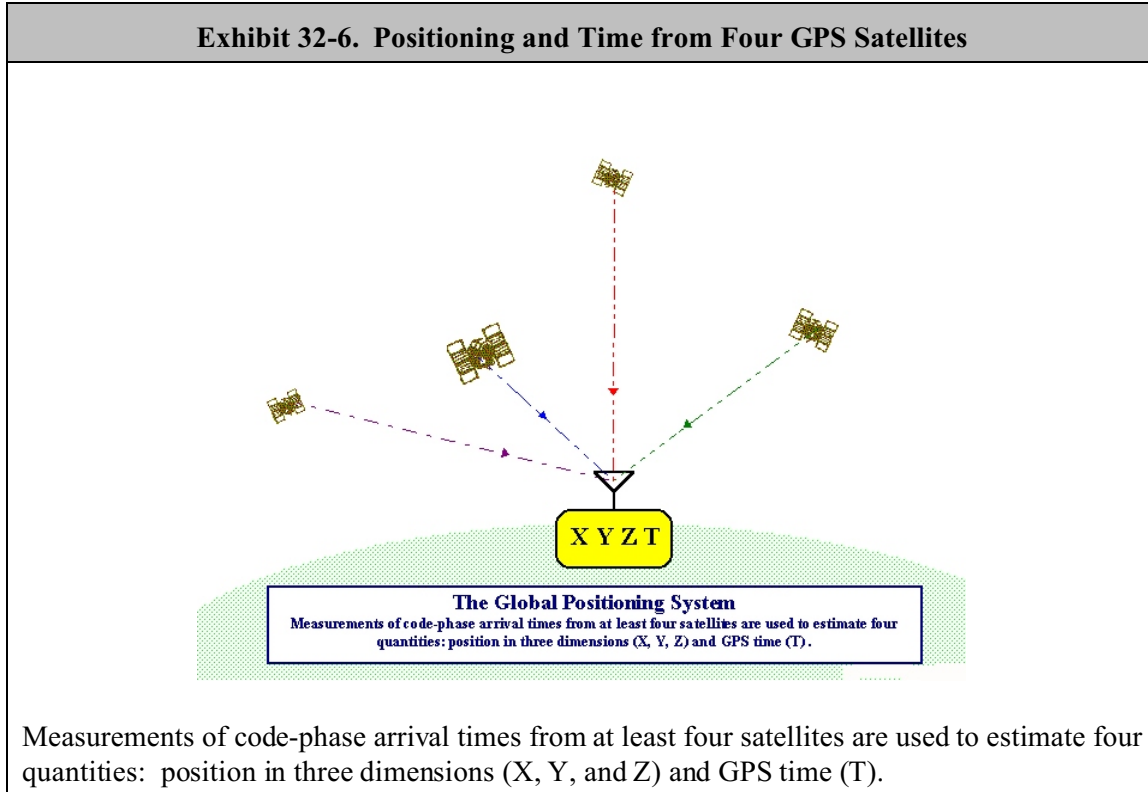 Exhibit 32-6. Positioning and Time from Four GPS Satellites
X Y Z T
The Global Positioning System
Measurements of code-phase arrival times from at least four satellites are used to estimate four
quantities: position in three dimensions (X, Y, Z) and GPS time (T).
Measurements of code-phase arrival times from at least four satellites are used to estimate four
quantities: position in three dimensions (X, Y, and Z) and GPS time (T).